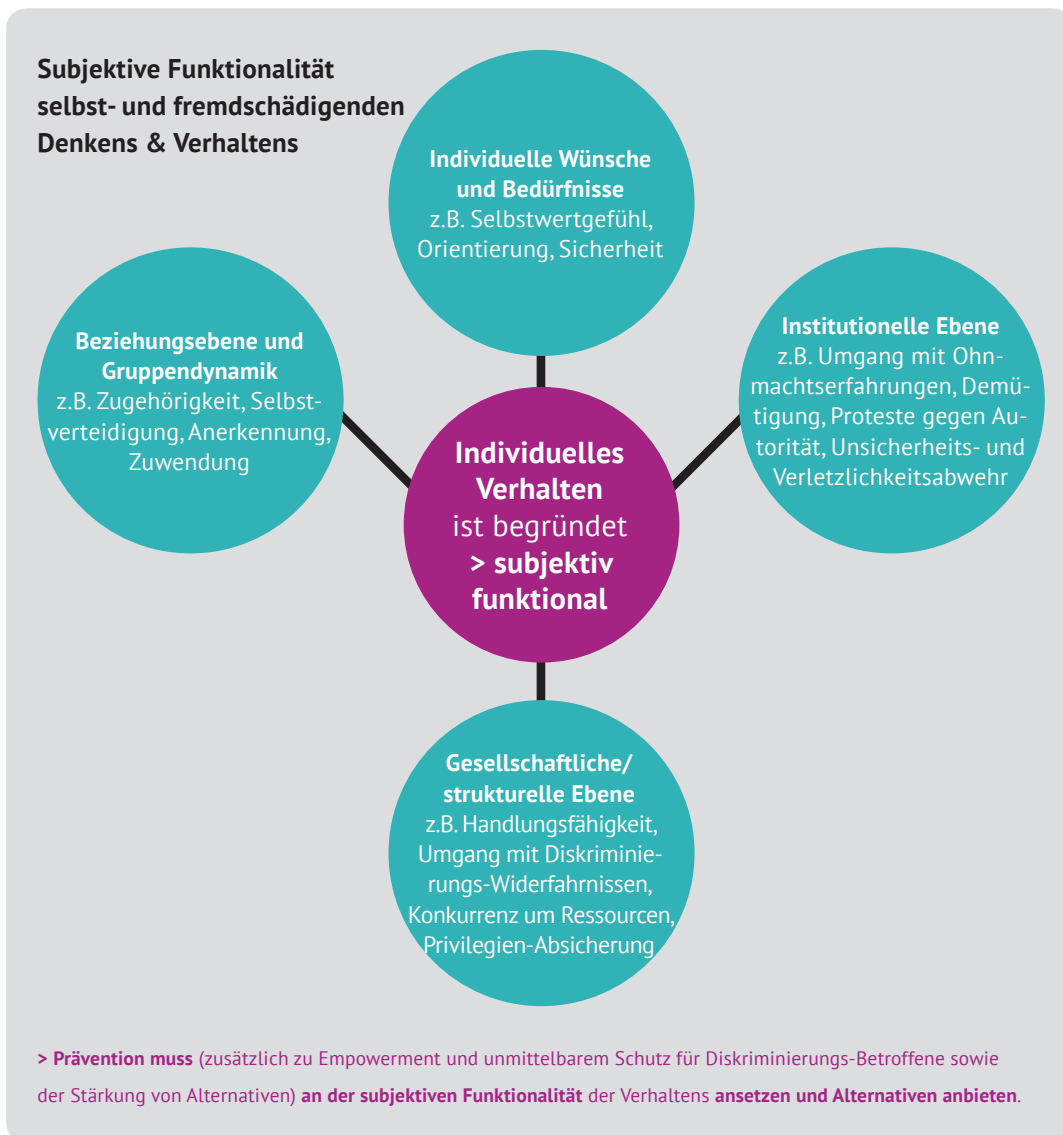 Subjektive Funktionalität
selbst- und fremdschädigenden
Denkens & Verhaltens
Individuelle Wünsche
und Bedürfnisse
z.B. Selbstwertgefühl,
Orientierung, Sicherheit
Beziehungsebene und
Gruppendynamik
z.B. Zugehörigkeit, Selbst-
verteidigung, Anerkennung,
Zuwendung
Institutionelle Ebene
z.B. Umgang mit Ohn-
machtserfahrungen, Demü-
tigung, Proteste gegen Au-
torität, Unsicherheits- und
Verletzlichkeitsabwehr
Individuelles
Verhalten
ist begründet
> subjektiv
funktional
Gesellschaftliche/
strukturelle Ebene
z.B. Handlungsfähigkeit,
Umgang mit Diskriminie-
rungs-Widerfahrnissen,
Konkurrenz um Ressourcen,
Privilegien-Absicherung
> Prävention muss (zusätzlich zu Empowerment und unmittelbarem Schutz für Diskriminierungs-Betroffene sowie
der Stärkung von Alternativen) an der subjektiven Funktionalität der Verhaltens ansetzen und Alternativen anbieten.